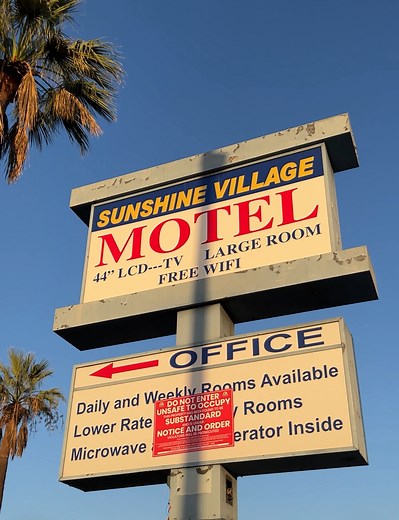 SUNSHINE VILLAGE
MOTEL
44" LCD---TV LARGE ROOM
FREE WIFI
OFFICE
Daily and Weekly Rooms Available
Lower Rate y Rooms
Microwave erator Inside
DO NOT ENTER
UNSAFE TO OCCUPY
SUBSTANDARD
NOTICE AND ORDER